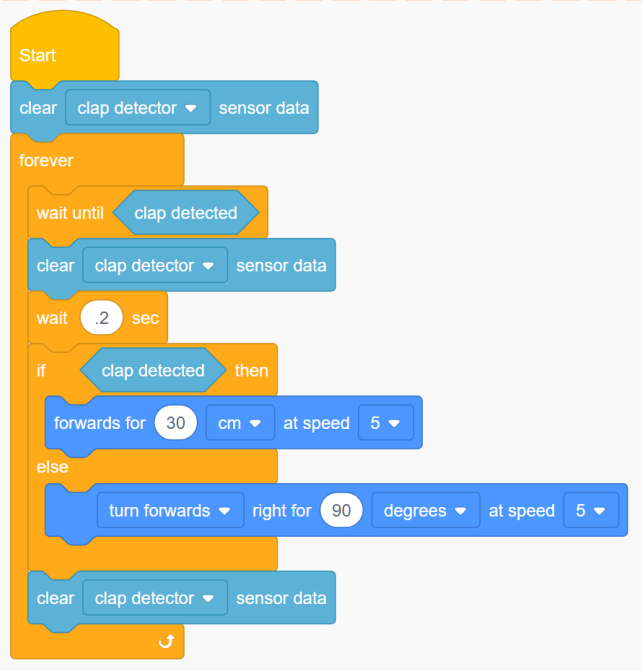 Start
clear clap detector sensor data
forever
wait until clap detected
clear clap detector sensor data
wait .2 sec
if clap detected then
forwards for 30 cm at speed 5
else
turn forwards right for 90 degrees at speed 5
clear clap detector sensor data